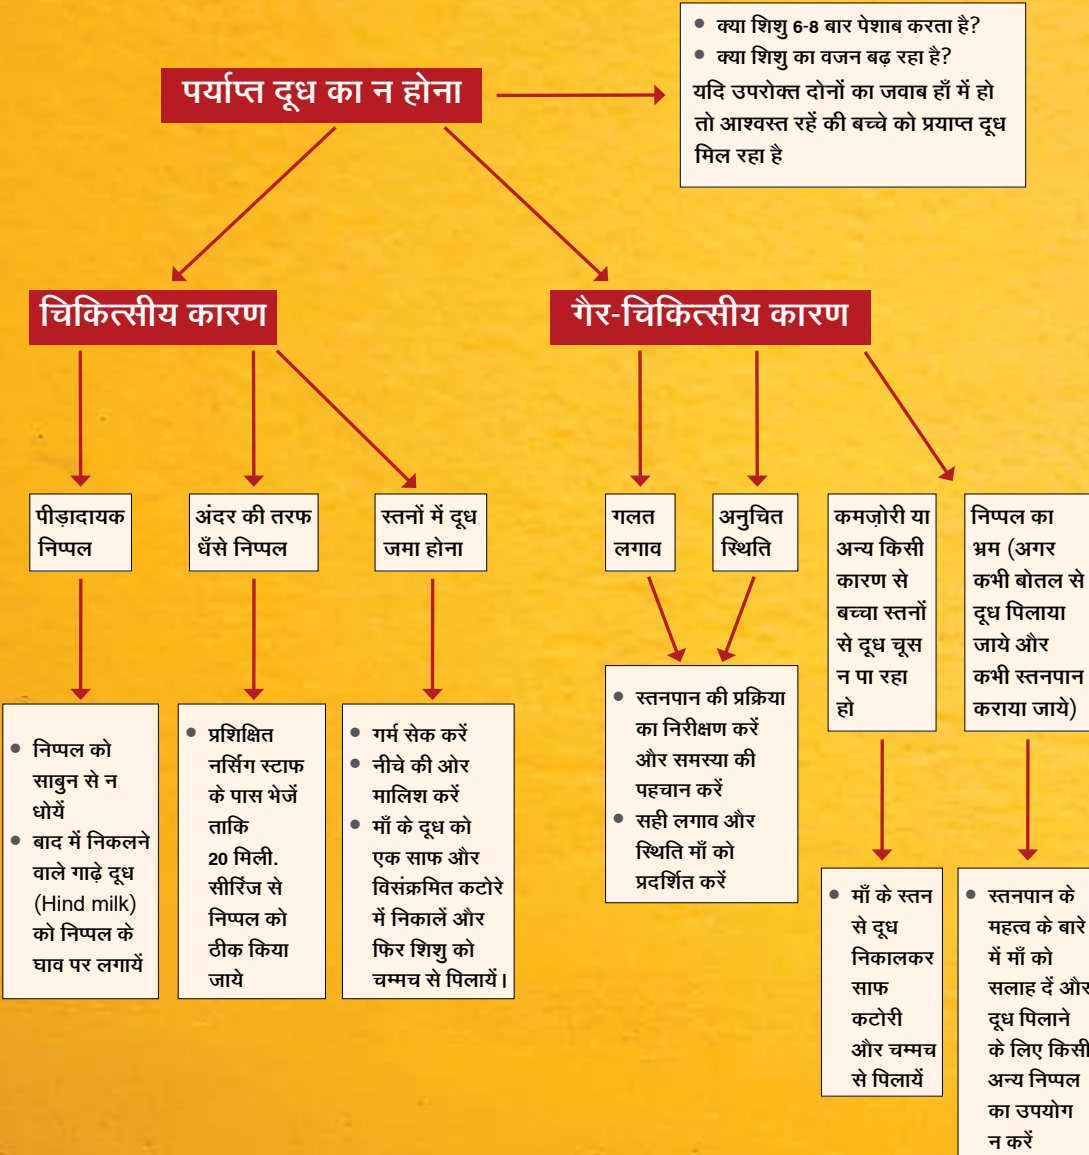 पर्याप्त दूध का न होना
• क्या शिशु 6-8 बार पेशाब करता है?
• क्या शिशु का वजन बढ़ रहा है?
यदि उपरोक्त दोनों का जवाब हाँ में हो
तो आश्वस्त रहें की बच्चे को प्रयाप्त दूध
मिल रहा है
चिकित्सीय कारण
गैर-चिकित्सीय कारण
पीड़ादायक
निप्पल
अंदर की तरफ
धँसे निप्पल
स्तनों में दूध
जमा होना
गलत
लगाव
अनुचित
स्थिति
कमज़ोरी या
अन्य किसी
कारण से
बच्चा स्तनों
से दूध चूस
न पा रहा
हो
निप्पल का
भ्रम (अगर
कभी बोतल से
दूध पिलाया
जाये और
कभी स्तनपान
कराया जाये)
• निप्पल को
साबुन से न
धोयें
• बाद में निकलने
वाले गाढ़े दूध
(Hind milk)
को निप्पल के
घाव पर लगायें
• प्रशिक्षित
नर्सिंग स्टाफ
के पास भेजें
ताकि
20 मिली.
सीरिंज से
निप्पल को
ठीक किया
जाये
• गर्म सेक करें
• नीचे की ओर
मालिश करें
• माँ के दूध को
एक साफ और
विसंक्रमित कटोरे
में निकालें और
फिर शिशु को
चम्मच से पिलायें।
• स्तनपान की प्रक्रिया
का निरीक्षण करें
और समस्या की
पहचान करें
• सही लगाव और
स्थिति माँ को
प्रदर्शित करें
• माँ के स्तन
से दूध
निकालकर
साफ
कटोरी
और चम्मच
से पिलायें
• स्तनपान के
महत्व के बारे
में माँ को
सलाह दें और
दूध पिलाने
के लिए किसी
अन्य निप्पल
का उपयोग
न करें